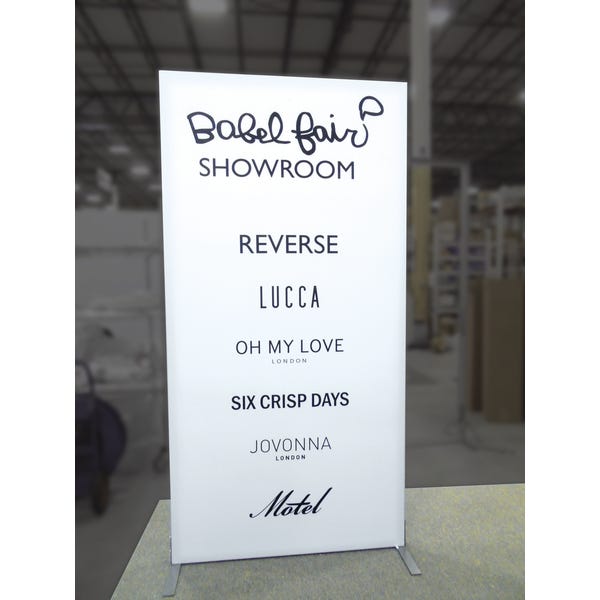 Babel fair
SHOWROOM
REVERSE
LUCCA
OH MY LOVE
LONDON
SIX CRISP DAYS
JOVONNA
LONDON
Motel